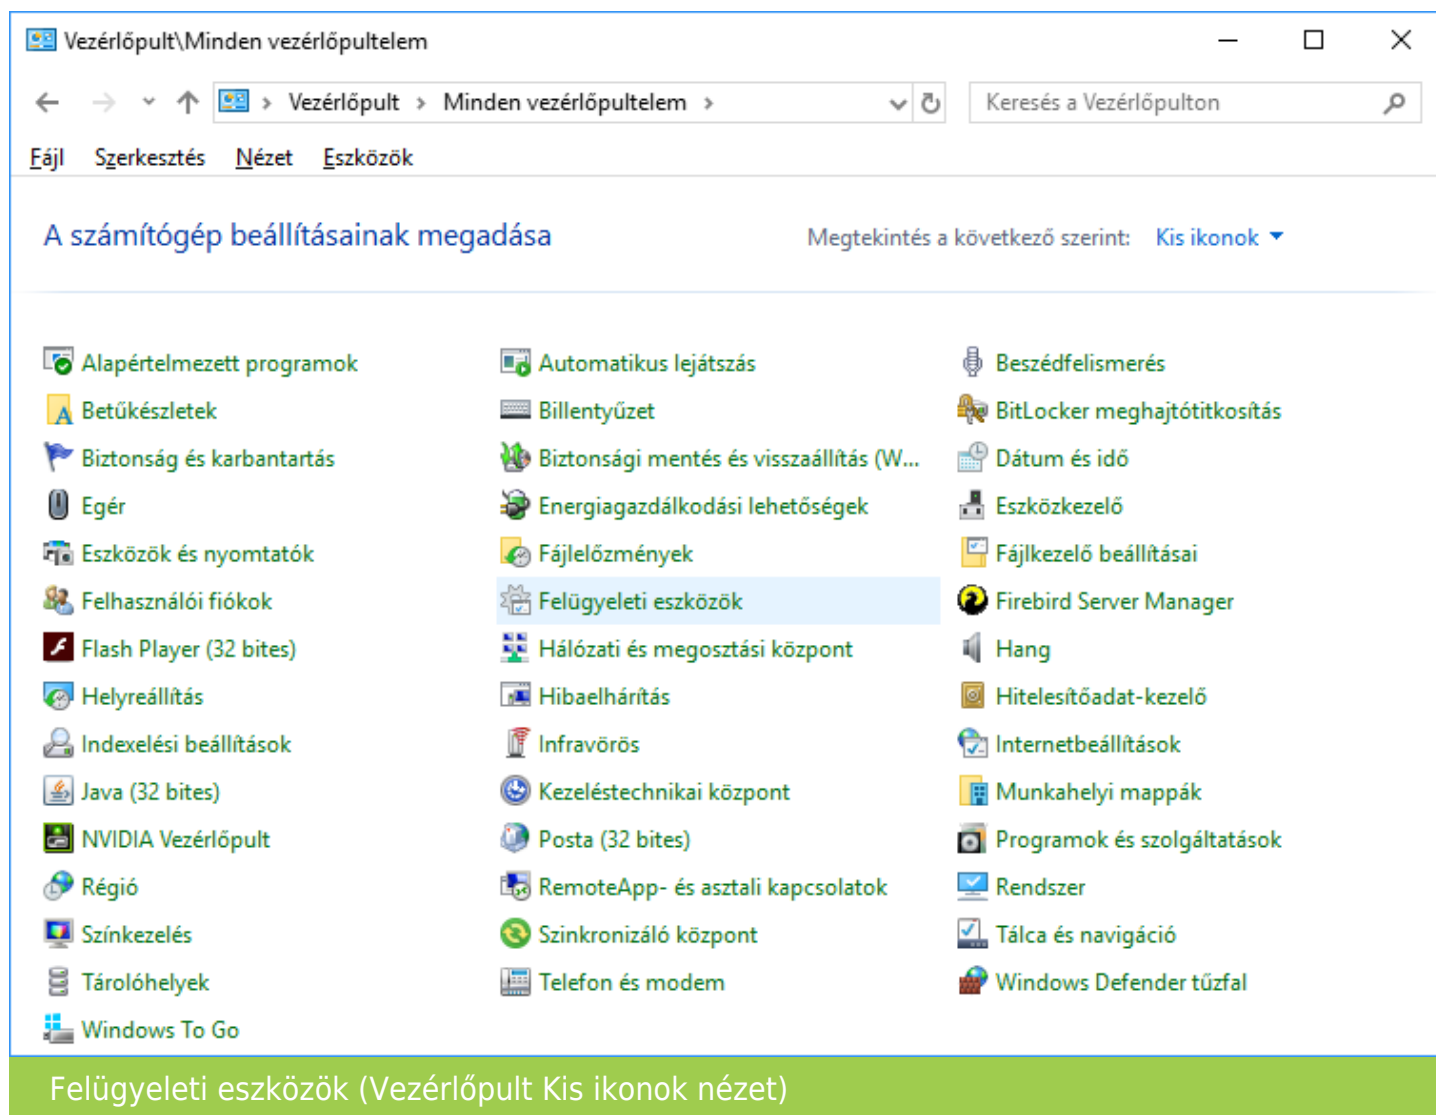 Vezérlőpult\Minden vezérlőpultelem
Vezérlőpult > Minden vezérlőpultelem >
Keresés a Vezérlőpulton
Fájl Szerkesztés Nézet Eszközök
A számítógép beállításainak megadása
Megtekintés a következő szerint: Kis ikonok
Alapértelmezett programok
Automatikus lejátszás
Beszédfelismerés
Betűkészletek
Billentyűzet
BitLocker meghajtótitkosítás
Biztonság és karbantartás
Biztonsági mentés és visszaállítás (W...
Dátum és idő
Egér
Energiagazdálkodási lehetőségek
Eszközkezelő
Eszközök és nyomtatók
Fájlelőzmények
Fájlkezelő beállításai
Felhasználói fiókok
Felügyeleti eszközök
Firebird Server Manager
Flash Player (32 bites)
Hálózati és megosztási központ
Hang
Helyreállítás
Hibaelhárítás
Hitelesítőadat-kezelő
Indexelési beállítások
Infravörös
Internetbeállítások
Java (32 bites)
Kezeléstechnikai központ
Munkahelyi mappák
NVIDIA Vezérlőpult
Posta (32 bites)
Programok és szolgáltatások
Régió
RemoteApp- és asztali kapcsolatok
Rendszer
Színkezelés
Szinkronizáló központ
Tálca és navigáció
Tárolóhelyek
Telefon és modem
Windows Defender tűzfal
Windows To Go
Felügyeleti eszközök (Vezérlőpult Kis ikonok nézet)